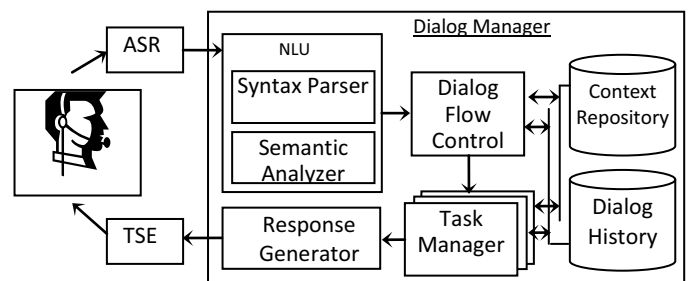 Dialog Manager
ASR
NLU
Syntax Parser
Semantic
Analyzer
Dialog
Flow
Control
Context
Repository
TSE
Response
Generator
Task
Manager
Dialog
History